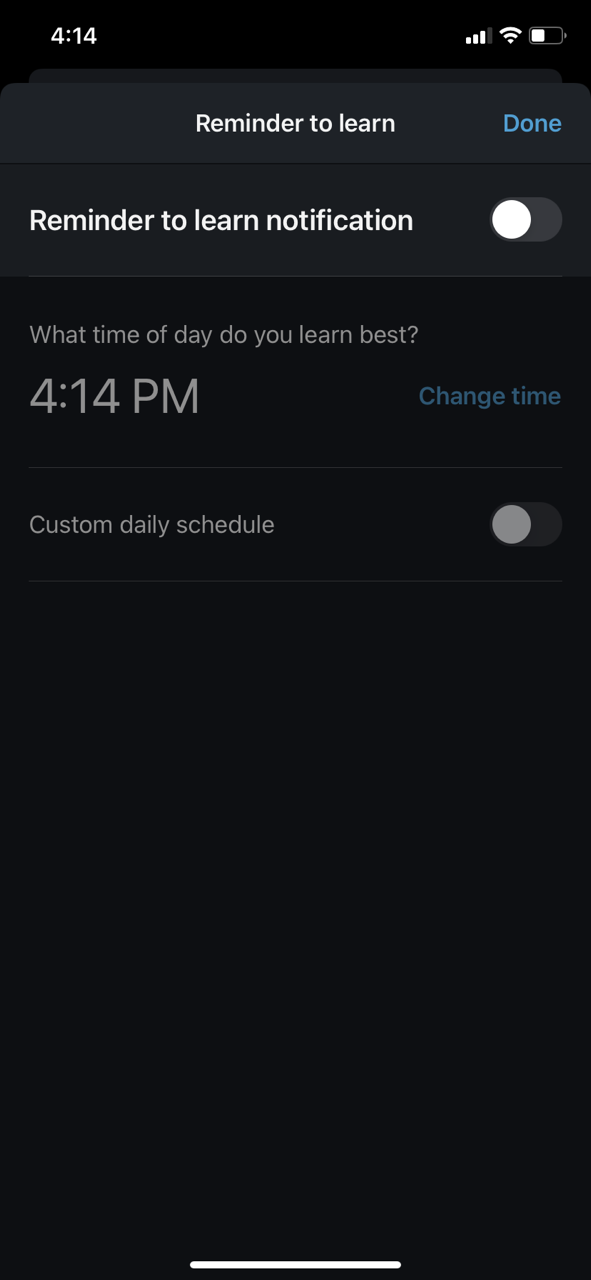 4:14
Reminder to learn
Done
Reminder to learn notification
What time of day do you learn best?
4:14 PM
Change time
Custom daily schedule